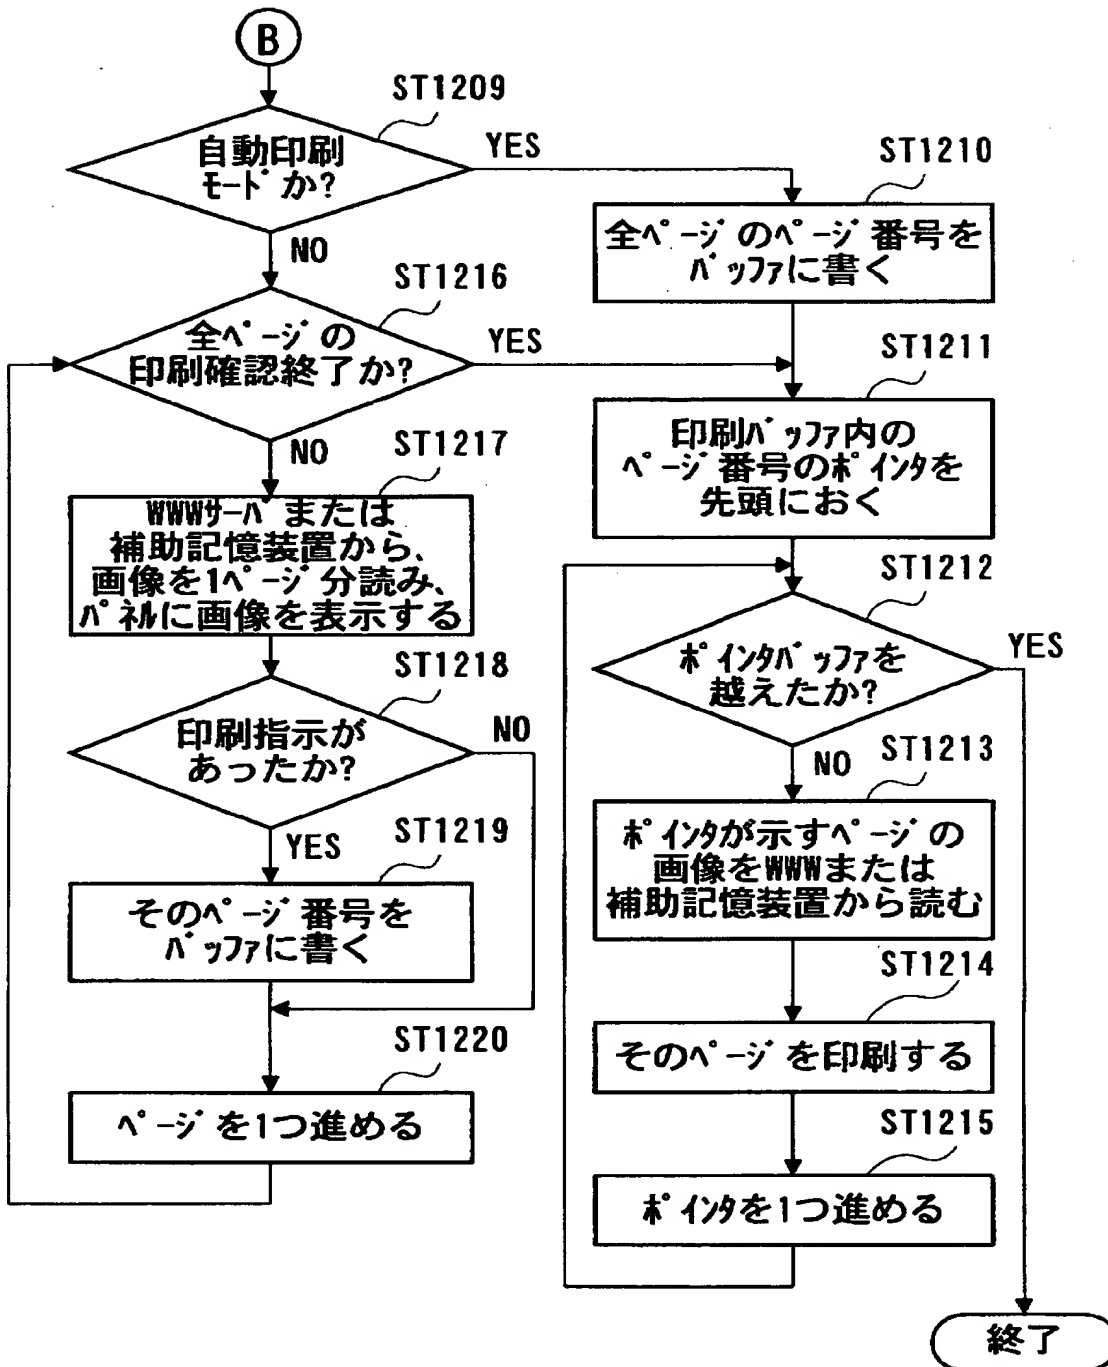 B
ST1209
自動印刷
ﾓｰﾄﾞか?
YES
NO
ST1210
全ﾍﾟｰｼﾞのﾍﾟｰｼﾞ番号を
ﾊﾞｯﾌｧに書く
ST1216
全ﾍﾟｰｼﾞの
印刷確認終了か?
YES
NO
ST1211
印刷ﾊﾞｯﾌｧ内の
ﾍﾟｰｼﾞ番号のﾎﾟｲﾝﾀを
先頭におく
ST1217
WWWｻｰﾊﾞまたは
補助記憶装置から、
画像を1ﾍﾟｰｼﾞ分読み、
ﾊﾟﾈﾙに画像を表示する
ST1212
ﾎﾟｲﾝﾀﾊﾞｯﾌｧを
越えたか?
YES
NO
ST1218
印刷指示が
あったか?
NO
YES
ST1213
ﾎﾟｲﾝﾀが示すﾍﾟｰｼﾞの
画像をWWWまたは
補助記憶装置から読む
ST1219
そのﾍﾟｰｼﾞ番号を
ﾊﾞｯﾌｧに書く
ST1214
そのﾍﾟｰｼﾞを印刷する
ST1220
ﾍﾟｰｼﾞを1つ進める
ST1215
ﾎﾟｲﾝﾀを1つ進める
終了